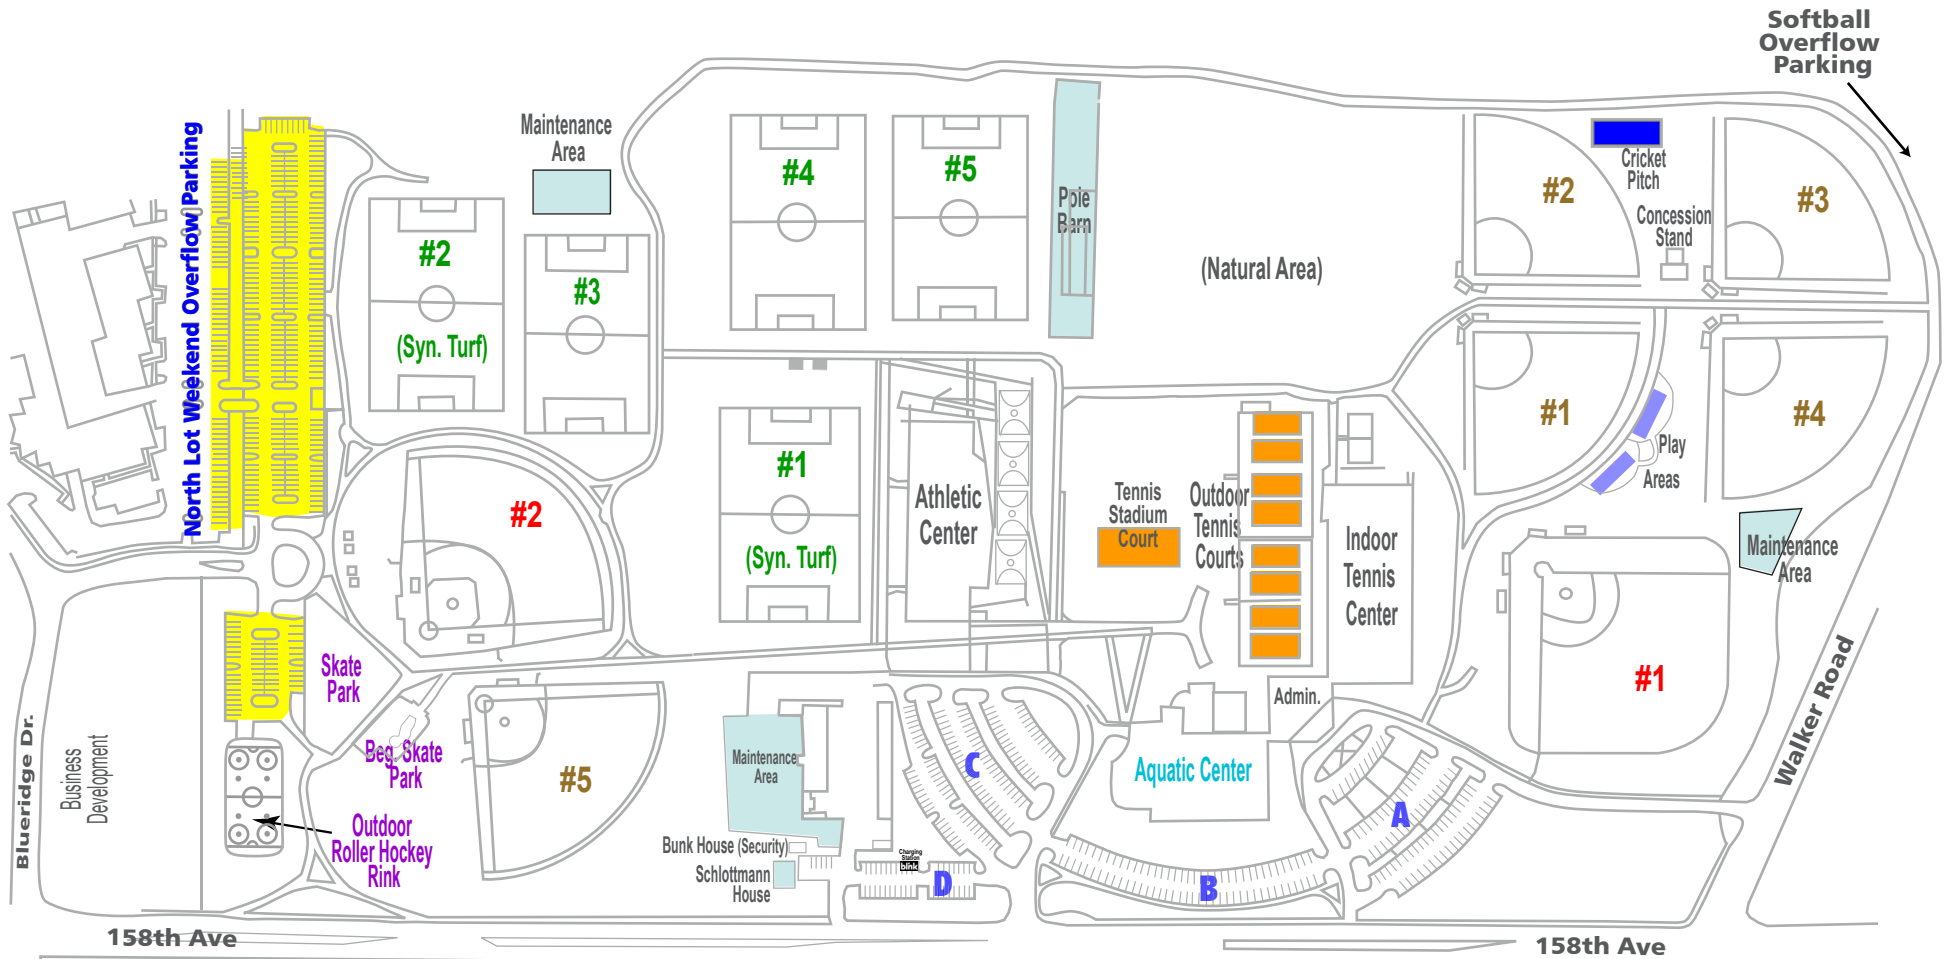 Softball
Overflow
Parking
North Lot Weekend Overflow Parking
Maintenance
Area
#2
(Syn. Turf)
#3
#4
#5
Pole
Barn
(Natural Area)
#2
Cricket
Pitch
Concession
Stand
#3
#1
(Syn. Turf)
#2
Athletic
Center
Tennis
Stadium
Court
Outdoor
Tennis
Courts
Indoor
Tennis
Center
#1
Play
Areas
#4
Maintenance
Area
#1
Walker Road
Skate
Park
Beg. Skate
Park
#5
Outdoor
Roller Hockey
Rink
Business
Development
Blueridge Dr.
Maintenance
Area
Bunk House (Security)
Schlottmann
House
Charging
Station
blink
C
D
Aquatic Center
Admin.
A
B
158th Ave
158th Ave